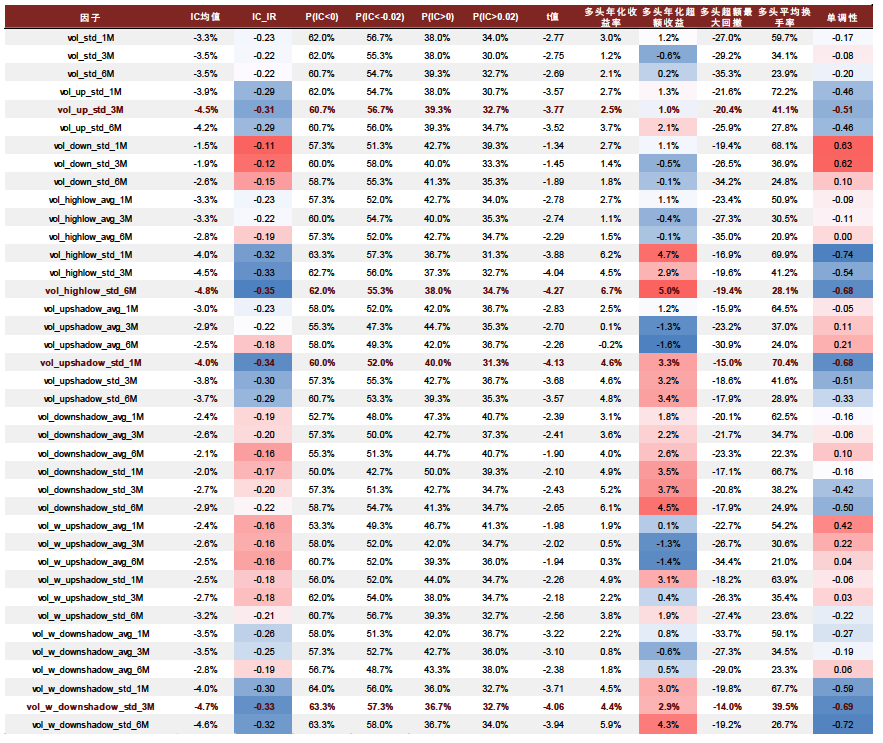 因子 IC均值 IC_IR P(IC<0) P(IC<-0.02) P(IC>0) P(IC>0.02) t值 多头年化收益率 多头年化超额收益 多头超额最大回撤 多头平均换手率 单调性
vol_std_1M -3.3% -0.23 62.0% 56.7% 38.0% 34.0% -2.77 3.0% 1.2% -27.0% 59.7% -0.17
vol_std_3M -3.5% -0.22 62.0% 55.3% 38.0% 30.0% -2.75 1.2% -0.6% -29.2% 34.1% -0.08
vol_std_6M -3.5% -0.22 60.7% 54.7% 39.3% 32.7% -2.69 2.1% 0.2% -35.3% 23.9% -0.20
vol_up_std_1M -3.9% -0.29 62.0% 54.0% 38.0% 30.7% -3.57 2.7% 1.3% -21.6% 72.2% -0.46
vol_up_std_3M -4.5% -0.31 60.7% 56.7% 39.3% 32.7% -3.77 2.5% 1.0% -20.4% 41.1% -0.51
vol_up_std_6M -4.2% -0.29 60.7% 56.0% 39.3% 34.7% -3.52 3.7% 2.1% -25.9% 27.8% -0.46
vol_down_std_1M -1.5% -0.11 57.3% 51.3% 42.7% 39.3% -1.34 2.7% 1.1% -19.4% 68.1% 0.63
vol_down_std_3M -1.9% -0.12 60.0% 58.0% 40.0% 33.3% -1.45 1.4% -0.5% -26.5% 36.9% 0.62
vol_down_std_6M -2.6% -0.15 58.7% 55.3% 41.3% 35.3% -1.89 1.8% -0.1% -34.2% 24.8% 0.10
vol_highlow_avg_1M -3.3% -0.23 57.3% 52.0% 42.7% 34.0% -2.78 2.7% 1.1% -23.4% 50.9% -0.09
vol_highlow_avg_3M -3.3% -0.22 60.0% 54.7% 40.0% 35.3% -2.74 1.1% -0.4% -27.3% 30.5% -0.11
vol_highlow_avg_6M -2.8% -0.19 57.3% 52.0% 42.7% 34.7% -2.29 1.5% -0.1% -35.0% 20.9% 0.00
vol_highlow_std_1M -4.0% -0.32 63.3% 57.3% 36.7% 31.3% -3.88 6.2% 4.7% -16.9% 69.9% -0.74
vol_highlow_std_3M -4.5% -0.33 62.7% 56.0% 37.3% 32.7% -4.04 4.5% 2.9% -19.6% 41.2% -0.54
vol_highlow_std_6M -4.8% -0.35 62.0% 55.3% 38.0% 34.7% -4.27 6.7% 5.0% -19.4% 28.1% -0.68
vol_upshadow_avg_1M -3.0% -0.23 58.0% 52.0% 42.0% 36.7% -2.83 2.5% 1.2% -15.9% 64.5% -0.05
vol_upshadow_avg_3M -2.9% -0.22 55.3% 47.3% 44.7% 35.3% -2.70 0.1% -1.3% -23.2% 37.0% 0.11
vol_upshadow_avg_6M -2.5% -0.18 58.0% 49.3% 42.0% 36.7% -2.26 -0.2% -1.6% -30.9% 24.0% 0.21
vol_upshadow_std_1M -4.0% -0.34 60.0% 52.0% 40.0% 31.3% -4.13 4.6% 3.3% -15.0% 70.4% -0.68
vol_upshadow_std_3M -3.8% -0.30 57.3% 55.3% 42.7% 36.7% -3.68 4.6% 3.2% -18.6% 41.6% -0.51
vol_upshadow_std_6M -3.7% -0.29 60.7% 53.3% 39.3% 35.3% -3.57 4.8% 3.4% -17.9% 28.9% -0.33
vol_downshadow_avg_1M -2.4% -0.19 52.7% 48.0% 47.3% 40.7% -2.39 3.1% 1.8% -20.1% 62.5% -0.16
vol_downshadow_avg_3M -2.6% -0.20 57.3% 50.0% 42.7% 37.3% -2.41 3.6% 2.2% -21.7% 34.7% -0.06
vol_downshadow_avg_6M -2.1% -0.16 55.3% 51.3% 44.7% 40.7% -1.90 4.0% 2.6% -23.3% 22.3% 0.10
vol_downshadow_std_1M -2.0% -0.17 50.0% 42.7% 50.0% 39.3% -2.10 4.9% 3.5% -17.1% 66.7% -0.16
vol_downshadow_std_3M -2.7% -0.20 57.3% 51.3% 42.7% 34.7% -2.43 5.2% 3.7% -20.8% 38.2% -0.42
vol_downshadow_std_6M -2.9% -0.22 58.7% 54.7% 41.3% 34.7% -2.65 6.1% 4.5% -17.9% 24.9% -0.50
vol_w_upshadow_avg_1M -2.4% -0.16 53.3% 49.3% 46.7% 41.3% -1.98 1.9% 0.1% -22.7% 54.2% 0.42
vol_w_upshadow_avg_3M -2.6% -0.16 58.0% 52.0% 42.0% 34.7% -2.02 0.5% -1.3% -26.7% 30.6% 0.22
vol_w_upshadow_avg_6M -2.5% -0.16 60.7% 52.0% 39.3% 36.0% -1.94 0.3% -1.4% -34.4% 21.0% 0.04
vol_w_upshadow_std_1M -2.5% -0.18 56.0% 52.0% 44.0% 34.7% -2.26 4.9% 3.1% -18.2% 63.9% -0.06
vol_w_upshadow_std_3M -2.7% -0.18 62.0% 54.0% 38.0% 34.7% -2.18 2.2% 0.4% -26.3% 35.4% 0.03
vol_w_upshadow_std_6M -3.2% -0.21 60.7% 56.7% 39.3% 32.7% -2.56 3.8% 1.9% -27.4% 23.6% -0.22
vol_w_downshadow_avg_1M -3.5% -0.26 58.0% 51.3% 42.0% 36.7% -3.22 2.2% 0.8% -33.7% 59.1% -0.27
vol_w_downshadow_avg_3M -3.5% -0.25 57.3% 52.0% 42.7% 36.0% -3.10 0.8% -0.6% -27.3% 34.5% -0.19
vol_w_downshadow_avg_6M -2.8% -0.19 56.7% 48.7% 43.3% 38.0% -2.38 1.8% 0.5% -29.0% 23.3% 0.06
vol_w_downshadow_std_1M -4.0% -0.30 64.0% 56.0% 36.0% 32.7% -3.71 4.5% 3.0% -19.8% 67.7% -0.59
vol_w_downshadow_std_3M -4.7% -0.33 63.3% 57.3% 36.7% 32.7% -4.06 4.4% 2.9% -14.0% 39.5% -0.69
vol_w_downshadow_std_6M -4.6% -0.32 63.3% 58.0% 36.7% 34.0% -3.94 5.9% 4.3% -19.2% 26.7% -0.72